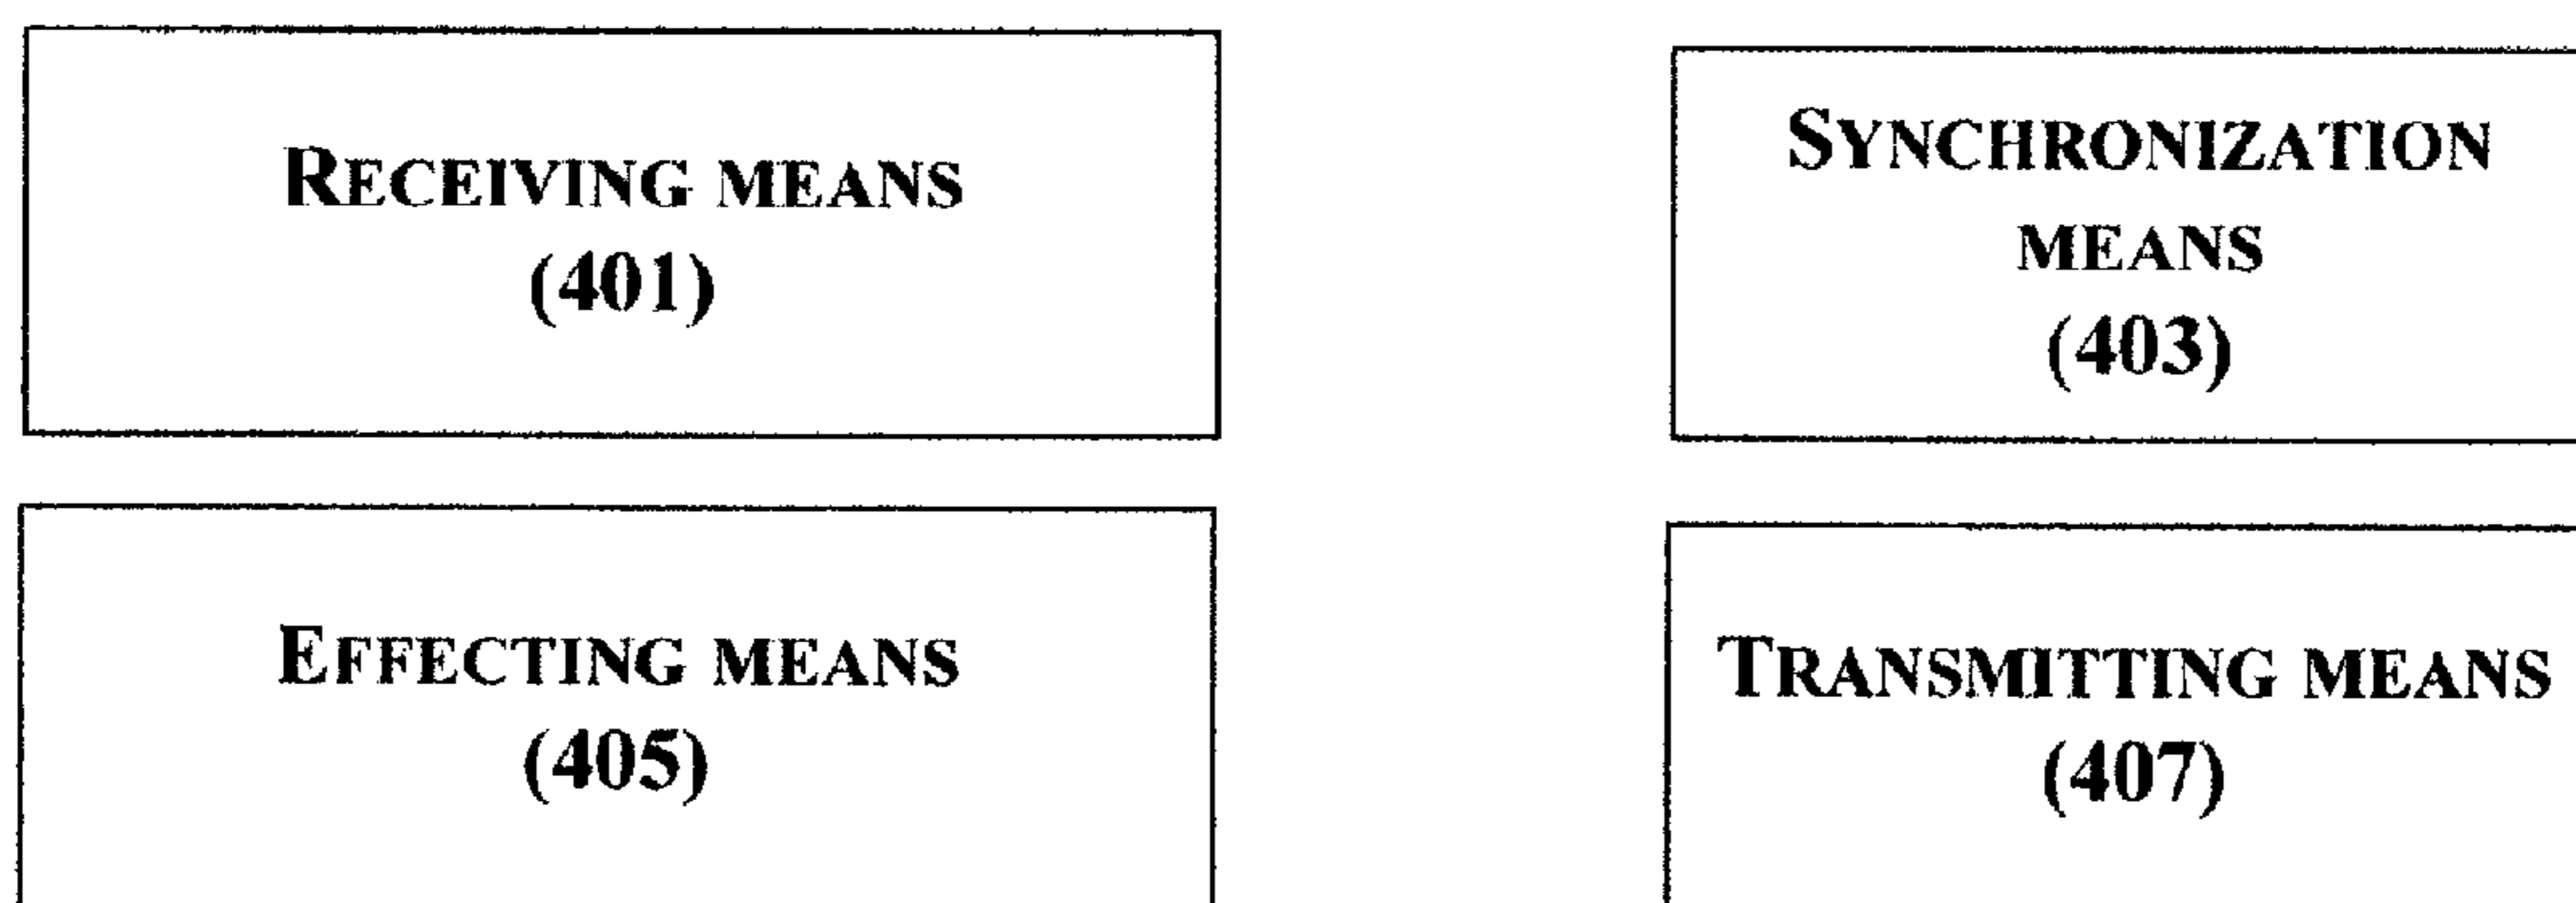 RECEIVING MEANS
(401)
SYNCHRONIZATION
MEANS
(403)
EFFECTING MEANS
(405)
TRANSMITTING MEANS
(407)